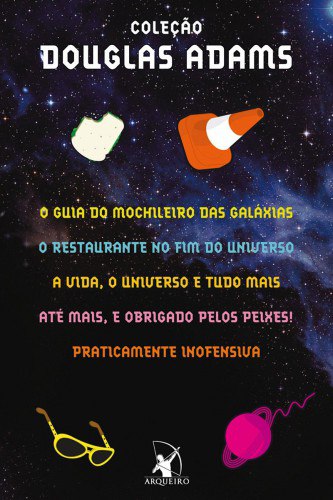 COLEÇÃO
DOUGLAS ADAMS
O GUIA DO MOCHILEIRO DAS GALÁXIAS
O RESTAURANTE NO FIM DO UNIVERSO
A VIDA, O UNIVERSO E TUDO MAIS
ATÉ MAIS, E OBRIGADO PELOS PEIXES!
PRATICAMENTE INOFENSIVA
ARQUEIRO